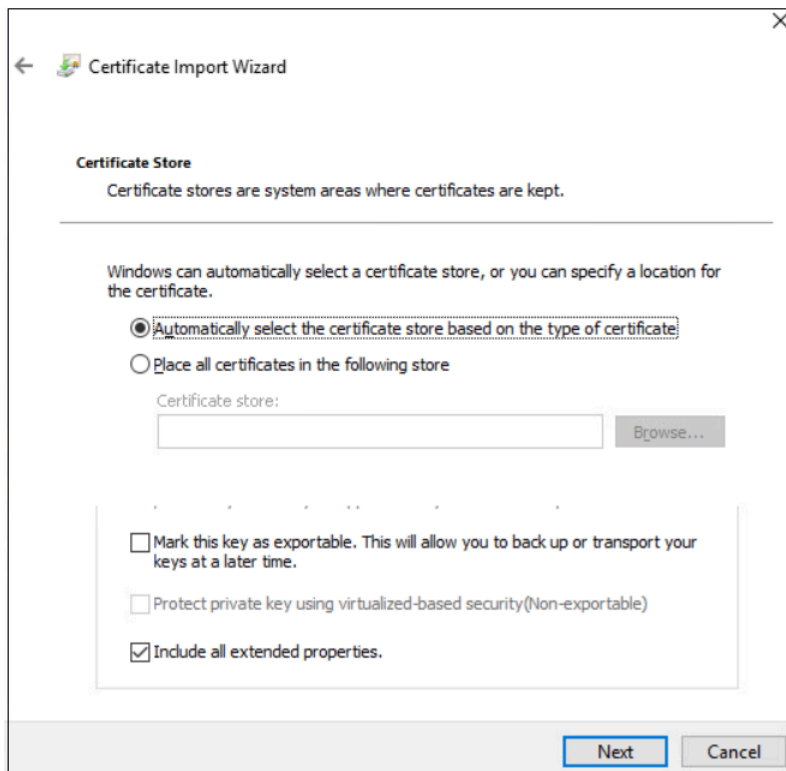 Certificate Import Wizard
Certificate Store
Certificate stores are system areas where certificates are kept.
Windows can automatically select a certificate store, or you can specify a location for
the certificate.
Automatically select the certificate store based on the type of certificate
Place all certificates in the following store
Certificate store:
Browse...
Mark this key as exportable. This will allow you to back up or transport your
keys at a later time.
Protect private key using virtualized-based security(Non-exportable)
Include all extended properties.
Next
Cancel